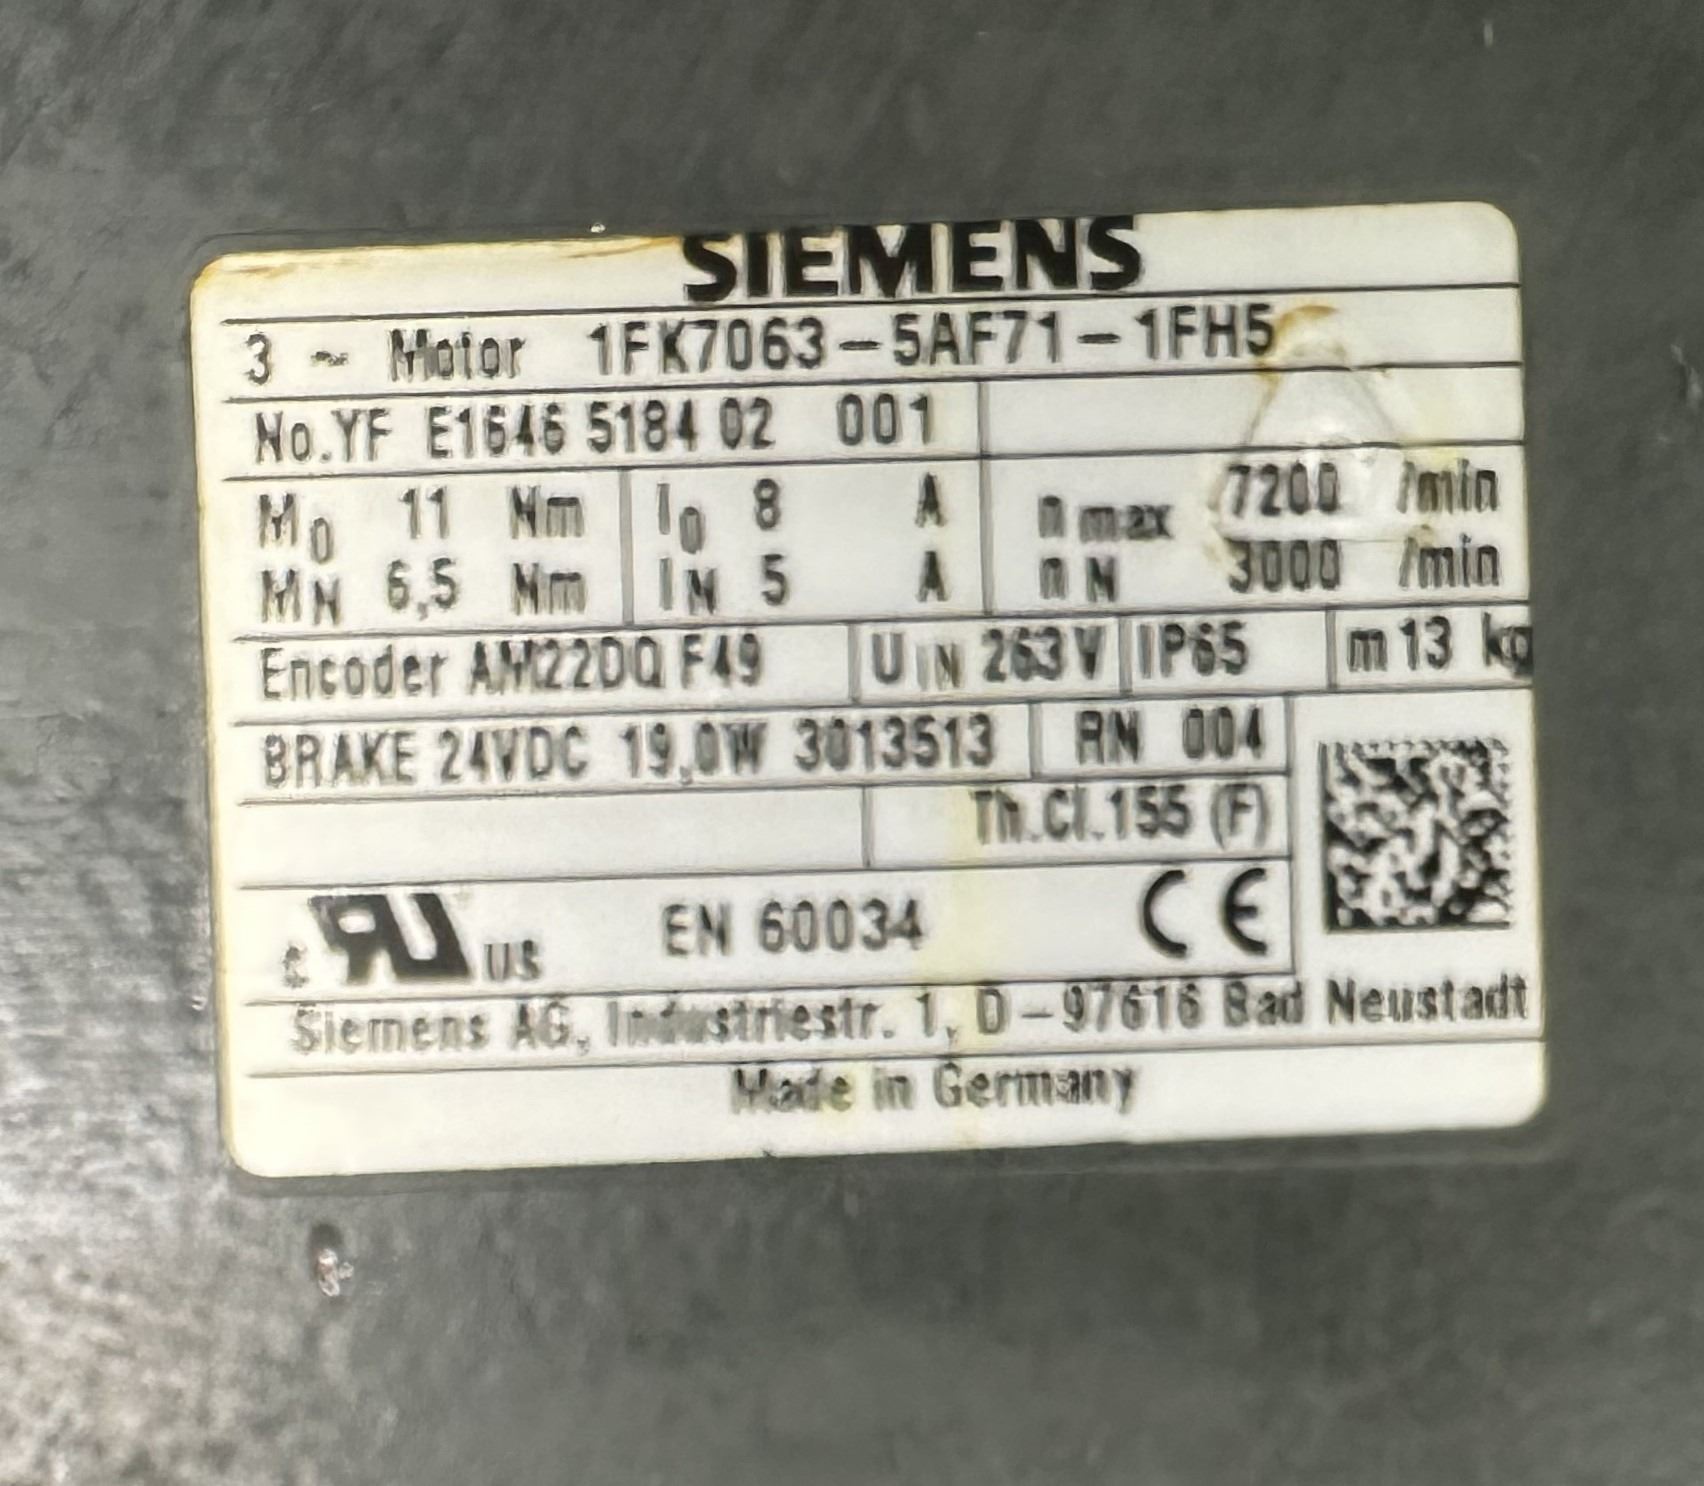 SIEMENS
3 ~ Motor 1FK7063-5AF71-1FH5
No.YF E1646 5184 02 001
M0 11 Nm I0 8 A n max 7200 /min
MN 6,5 Nm IN 5 A n N 3000 /min
Encoder AM22DQ F49 UIN 263V IP65 m 13 kg
BRAKE 24VDC 19,0W 3013513 RN 004
Th.Cl.155 (F)
c RU US EN 60034 CE
Siemens AG, Industriestr. 1, D-97616 Bad Neustadt
Made in Germany